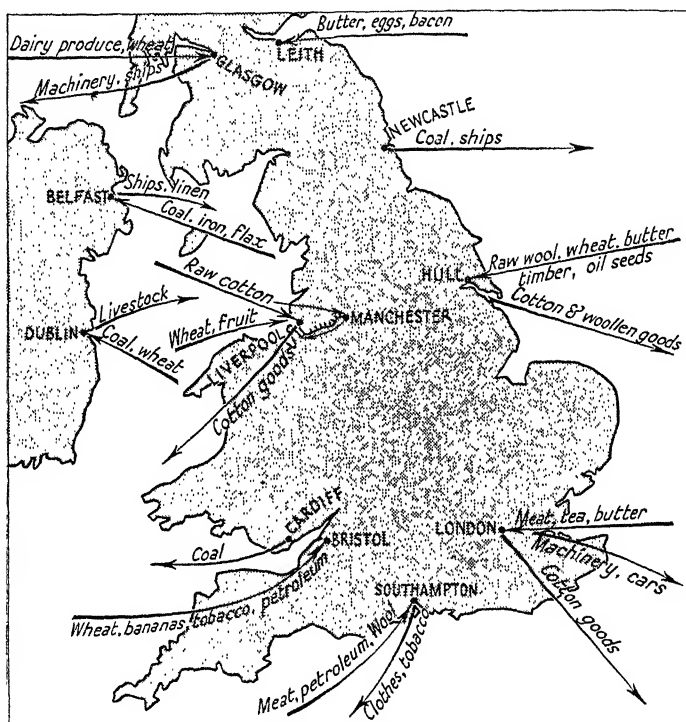 Butter, eggs, bacon
Dairy produce, wheat
LEITH
GLASGOW
Machinery, ships
NEWCASTLE
Coal, ships
BELFAST
Ships, linen
Coal, iron, flax
Raw cotton
HULL
Raw wool, wheat, butter
timber, oil seeds
Cotton & woollen goods
Livestock
DUBLIN
Coal, wheat
Wheat, fruit
LIVERPOOL
MANCHESTER
Cotton goods
CARDIFF
Coal
BRISTOL
Wheat, bananas, tobacco, petroleum
LONDON
Meat, tea, butter
Machinery, cars
Cotton goods
SOUTHAMPTON
Meat, petroleum, Wool
Clothes, tobacco